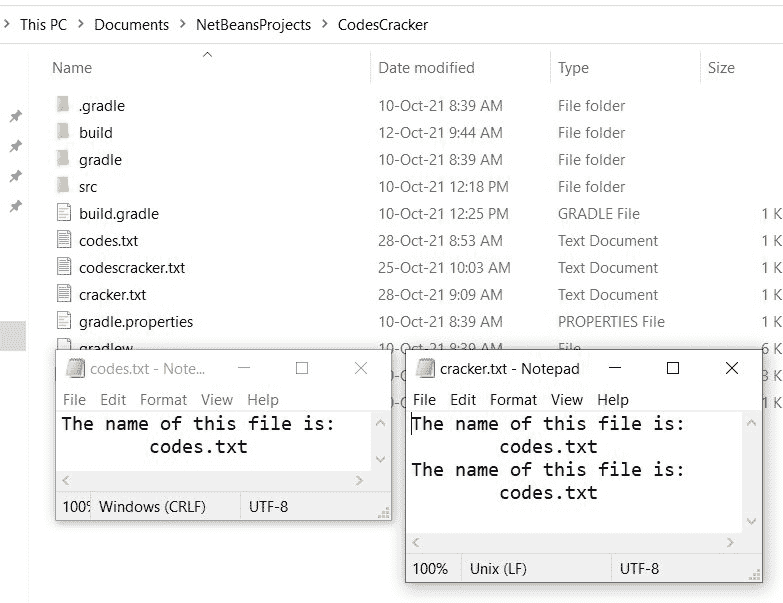 This PC > Documents > NetBeansProjects > CodesCracker
Name Date modified Type Size
.gradle 10-Oct-21 8:39 AM File folder
build 12-Oct-21 9:44 AM File folder
gradle 10-Oct-21 8:39 AM File folder
src 10-Oct-21 12:18 PM File folder
build.gradle 10-Oct-21 12:25 PM GRADLE File 1 K
codes.txt 28-Oct-21 8:53 AM Text Document 1 K
codescracker.txt 25-Oct-21 10:03 AM Text Document 1 K
cracker.txt 28-Oct-21 9:09 AM Text Document 1 K
gradle.properties 10-Oct-21 8:39 AM PROPERTIES File 1 K
gradlew 10-Oct-21 8:39 AM File 6 K
3 K
1 K
codes.txt - Note...
File Edit Format View Help
The name of this file is:
codes.txt
100% Windows (CRLF) UTF-8
cracker.txt - Notepad
File Edit Format View Help
The name of this file is:
codes.txt
The name of this file is:
codes.txt
100% Unix (LF) UTF-8